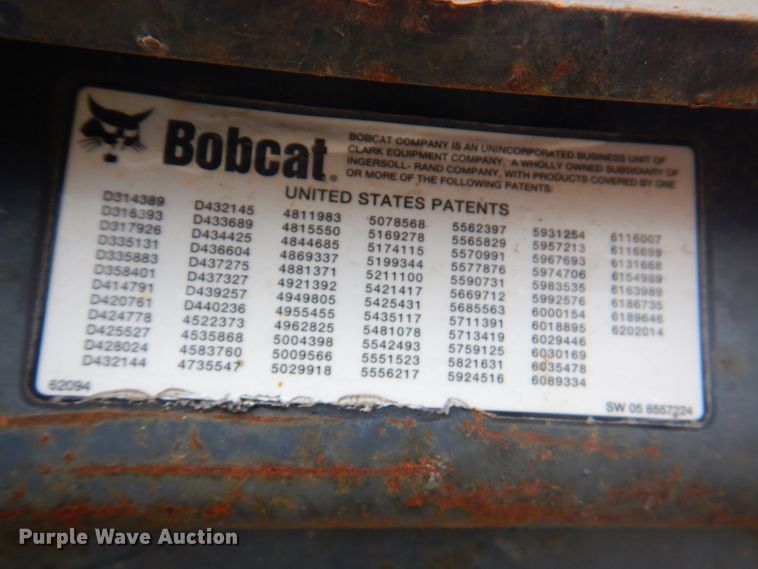 Bobcat.
BOBCAT COMPANY IS AN UNINCORPORATED BUSINESS UNIT OF
CLARK EQUIPMENT COMPANY, A WHOLLY OWNED SUBSIDIARY OF
INGERSOLL- RAND COMPANY, WITH PRODUCTS COVERED BY ONE
OR MORE OF THE FOLLOWING PATENTS:
UNITED STATES PATENTS
D314389 D432145 4811983 5078568 5562397 5931254 6116007
D316393 D433689 4815550 5169278 5565829 5957213 6116699
D317926 D434425 4844685 5174115 5570991 5967693 6131668
D335131 D436604 4869337 5199344 5577876 5974706 6154989
D335883 D437275 4881371 5211100 5590731 5983535 6163989
D358401 D437327 4921392 5421417 5669712 5992576 6186735
D414791 D439257 4949805 5425431 5685563 6000154 6189646
D420761 D440236 4955455 5435117 5711391 6018895 6202014
D424778 4522373 4962825 5481078 5713419 6029446
D425527 4535868 5004398 5542493 5759125 6030169
D428024 4583760 5009566 5551523 5821631 6035478
D432144 4735547 5029918 5556217 5924516 6089334
62094 SW 05 6557224
Purple Wave Auction